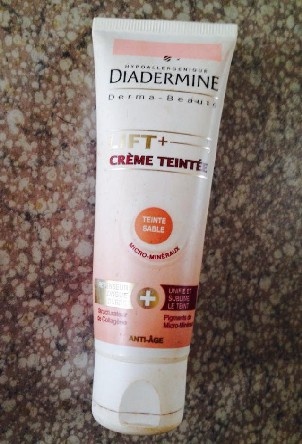 HYPOALLERGÉNIQUE
DIADERMINE
Derma-Beauté
LIFT+
CRÈME TEINTÉE
TEINTE
SABLE
MICRO-MINÉRAUX
+
UNIFIE ET
SUBLIME
LE TEINT
de Collagène
Pigments de
Micro-Minéraux
ANTI-ÂGE